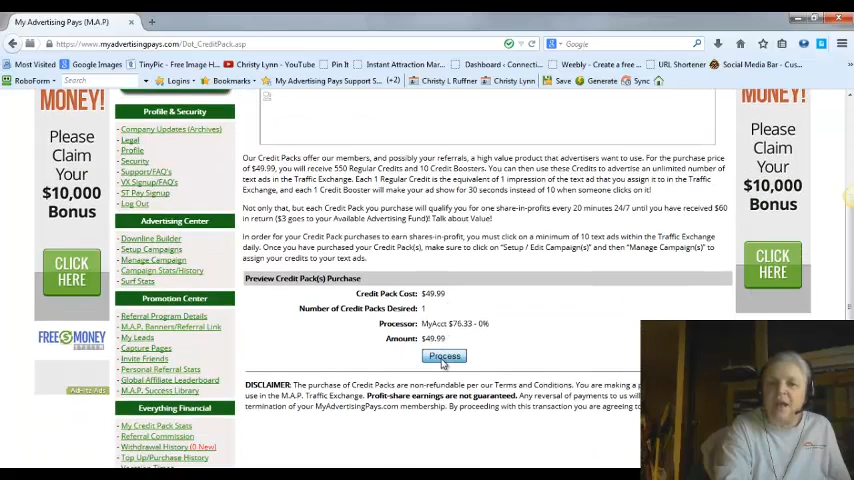 My Advertising Pays (M.A.P)
https://www.myadvertisingpays.com/Dot_CreditPack.asp
Google
Most Visited Google Images TinyPic - Free Image H... Christy Lynn - YouTube Pin It Instant Attraction Mar... Dashboard ‹ Connecti... Weebly - Create a free ... URL Shortener Social Media Bar - Cus...
RoboForm Search Logins Bookmarks My Advertising Pays Support S... (+2) Christy L Ruffner Christy Lynn Save Generate Sync
MONEY!
Please
Claim
Your
$10,000
Bonus
CLICK
HERE
FREE MONEY
SYSTEM
AdHitz Ads
Profile & Security
- Company Updates (Archives)
- Legal
- Profile
- Security
- Support/FAQ's
- VX Signup/FAQ's
- ST Pay Signup
- Log Out
Advertising Center
- Downline Builder
- Setup Campaigns
- Manage Campaign
- Campaign Stats/History
- Surf Stats
Promotion Center
- Referral Program Details
- M.A.P. Banners/Referral Link
- My Leads
- Capture Pages
- Invite Friends
- Personal Referral Stats
- Global Affiliate Leaderboard
- M.A.P. Success Library
Everything Financial
- My Credit Pack Stats
- Referral Commission
- Withdrawal History (0 New)
- Top Up/Purchase History
- Vacation Times
Our Credit Packs offer our members, and possibly your referrals, a high value product that advertisers want to use. For the purchase price
of $49.99, you will receive 550 Regular Credits and 10 Credit Boosters. You can then use these Credits to advertise an unlimited number of
text ads in the Traffic Exchange. Each 1 Regular Credit is the equivalent of 1 impression of the text ad that you assign it to in the Traffic
Exchange, and each 1 Credit Booster will make your ad show for 30 seconds instead of 10 when someone clicks on it!
Not only that, but each Credit Pack you purchase will qualify you for one share-in-profits every 20 minutes 24/7 until you have received $60
in return ($3 goes to your Available Advertising Fund)! Talk about Value!
In order for your Credit Pack purchases to earn shares-in-profit, you must click on a minimum of 10 text ads within the Traffic Exchange
daily. Once you have purchased your Credit Pack(s), make sure to click on "Setup / Edit Campaign(s)" and then "Manage Campaign(s)" to
assign your credits to your text ads.
Preview Credit Pack(s) Purchase
Credit Pack Cost: $49.99
Number of Credit Packs Desired: 1
Processor: MyAcct $76.33 - 0%
Amount: $49.99
Process
DISCLAIMER: The purchase of Credit Packs are non-refundable per our Terms and Conditions. You are making a p
use in the M.A.P. Traffic Exchange. Profit-share earnings are not guaranteed. Any reversal of payments to us will
termination of your MyAdvertisingPays.com membership. By proceeding with this transaction you are agreeing to
MONEY!
Please
Claim
Your
$10,000
Bonus
CLICK
HERE